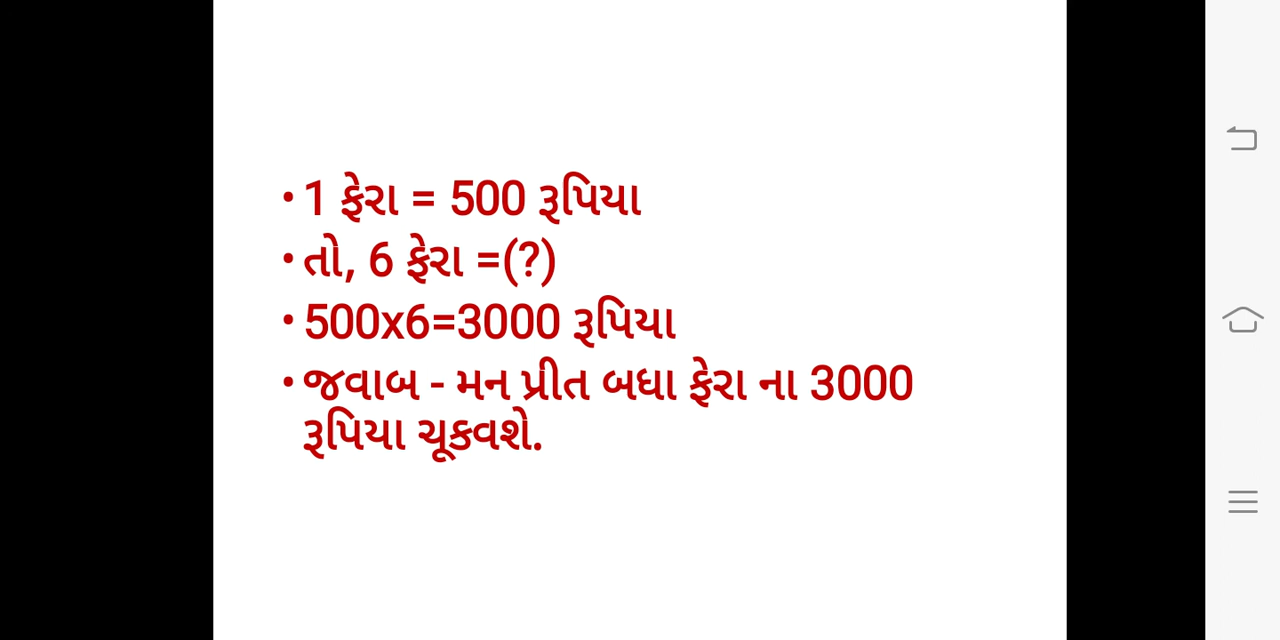 • 1 ફેરા = 500 રૂપિયા
• તો, 6 ફેરા =(?)
• 500x6=3000 રૂપિયા
• જવાબ - મન પ્રીત બધા ફેરા ના 3000
રૂપિયા ચૂકવશે.